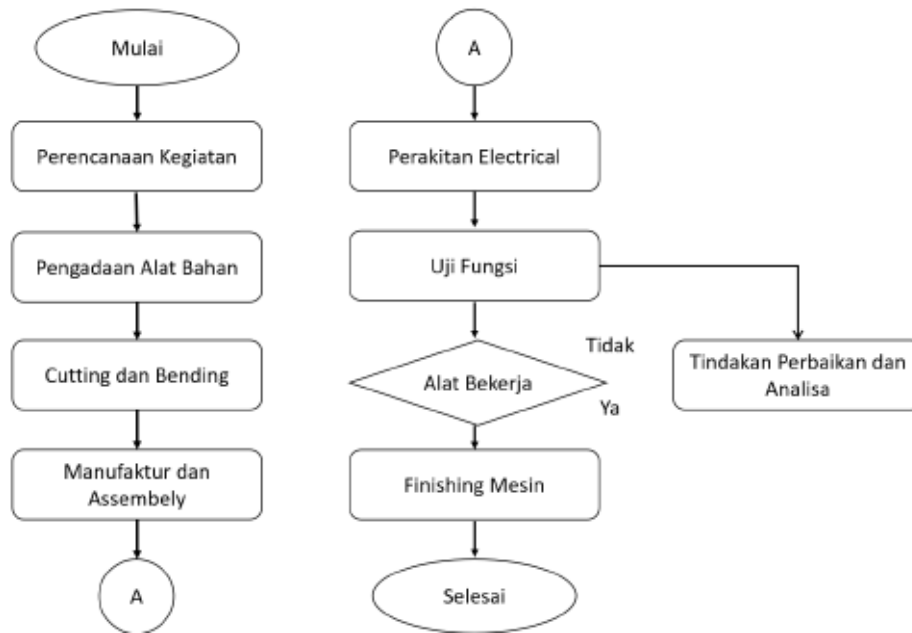 Mulai
Perencanaan Kegiatan
Pengadaan Alat Bahan
Cutting dan Bending
Manufaktur dan
Assembely
A
A
Perakitan Electrical
Uji Fungsi
Tidak
Alat Bekerja
Ya
Tindakan Perbaikan dan
Analisa
Finishing Mesin
Selesai